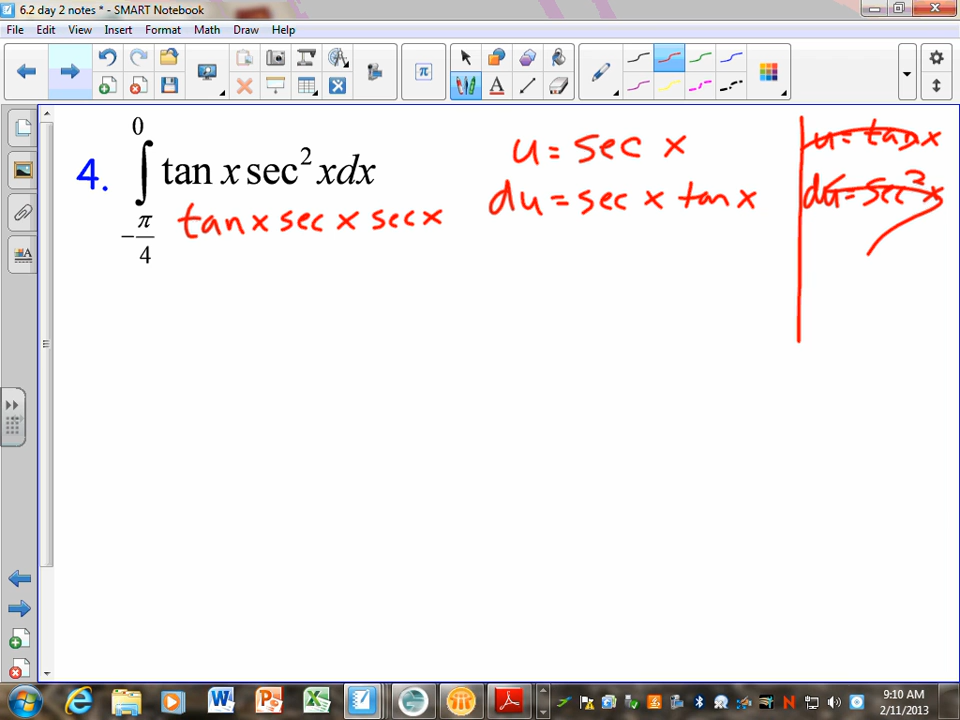 6.2 day 2 notes * - SMART Notebook
File Edit View Insert Format Math Draw Help
4. ∫_{-π/4}^{0} tan x sec² x dx
tan x sec x sec x
u = sec x
du = sec x tan x
u = tan x
du = sec² x
9:10 AM
2/11/2013